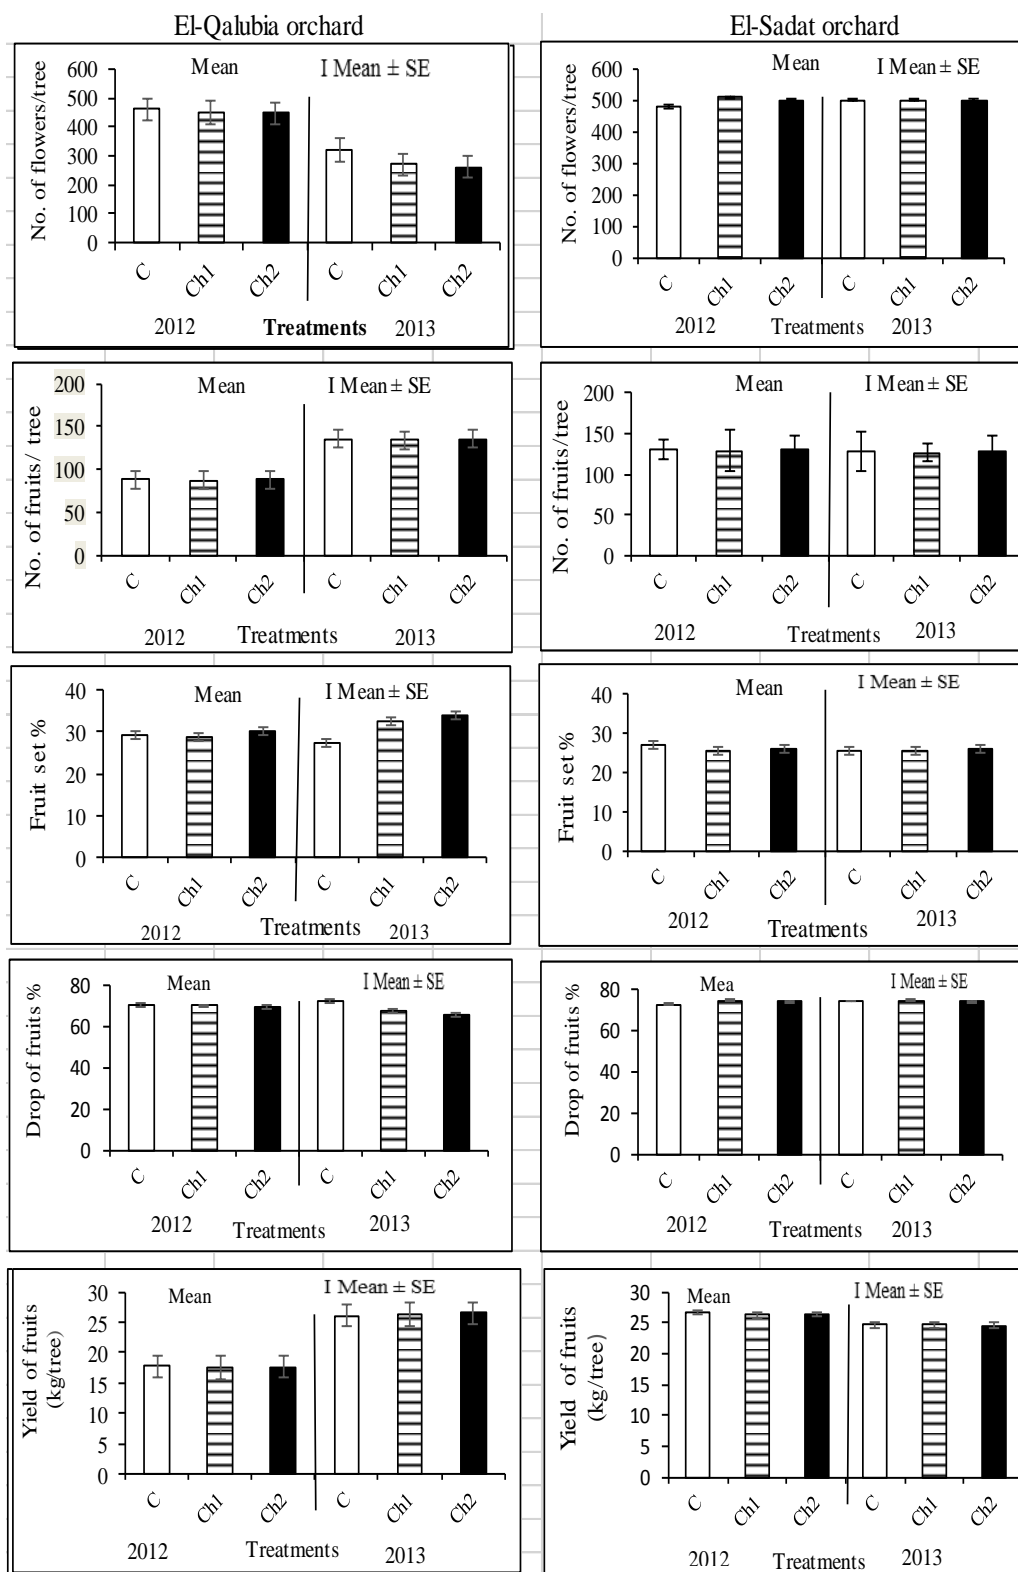 El-Qalubia orchard
El-Sadat orchard
Mean
I Mean ± SE
No. of flowers/tree
600
500
400
300
200
100
0
C
Ch1
Ch2
C
Ch1
Ch2
2012
Treatments
2013
Mean
I Mean ± SE
No. of flowers/tree
600
500
400
300
200
100
0
C
Ch1
Ch2
C
Ch1
Ch2
2012
Treatments
2013
Mean
I Mean ± SE
No. of fruits/ tree
200
150
100
50
0
C
Ch1
Ch2
C
Ch1
Ch2
2012
Treatments
2013
Mean
I Mean ± SE
No. of fruits/tree
200
150
100
50
0
C
Ch1
Ch2
C
Ch1
Ch2
2012
Treatments
2013
Mean
I Mean ± SE
Fruit set %
40
30
20
10
0
C
Ch1
Ch2
C
Ch1
Ch2
2012
Treatments
2013
Mean
I Mean ± SE
Fruit set %
40
30
20
10
0
C
Ch1
Ch2
C
Ch1
Ch2
2012
Treatments
2013
Mean
I Mean ± SE
Drop of fruits %
80
60
40
20
0
C
Ch1
Ch2
C
Ch1
Ch2
2012
Treatments
2013
Mea
I Mean ± SE
Drop of fruits %
80
60
40
20
0
C
Ch1
Ch2
C
Ch1
Ch2
2012
Treatments
2013
Mean
I Mean ± SE
Yield of fruits
(kg/tree)
30
25
20
15
10
5
0
C
Ch1
Ch2
C
Ch1
Ch2
2012
Treatments
2013
Mean
I Mean ± SE
Yield of fruits
(kg/tree)
30
25
20
15
10
5
0
C
Ch1
Ch2
C
Ch1
Ch2
2012
Treatments
2013